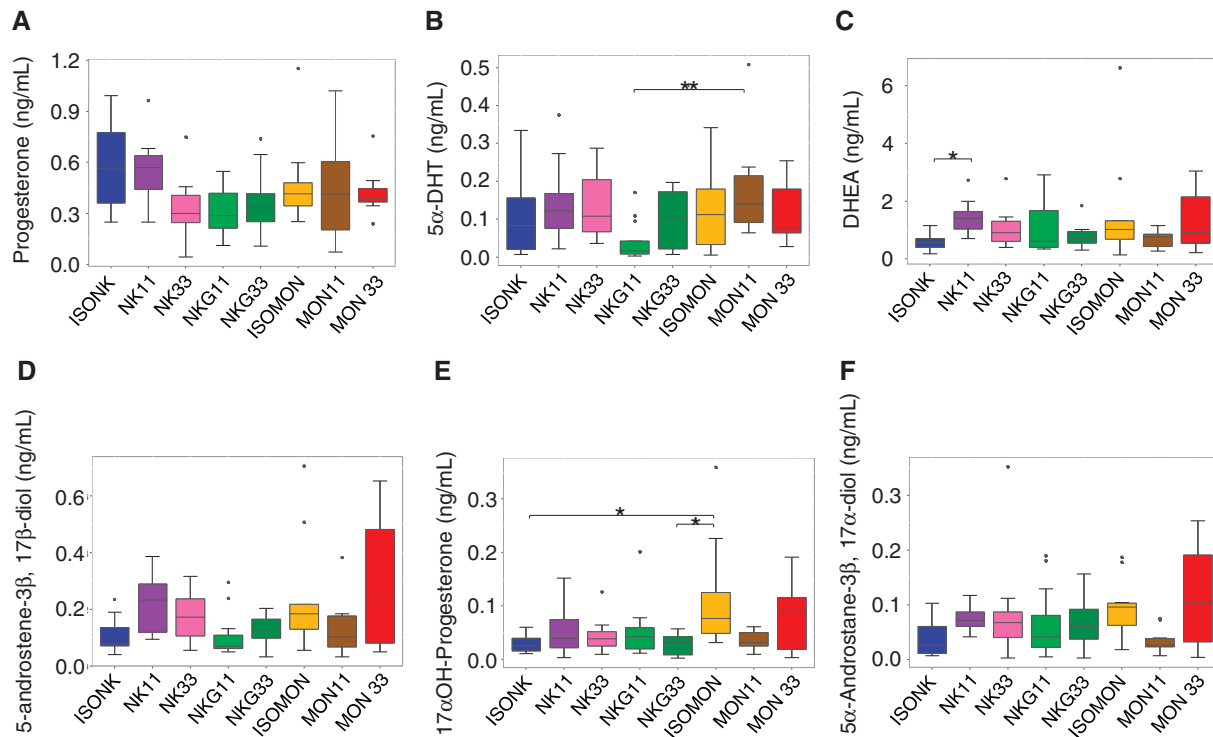 A
Progesterone (ng/mL)
1.2
0.9
0.6
0.3
0.0
ISONK
NK11
NK33
NKG11
NKG33
ISOMON
MON11
MON 33
B
5α-DHT (ng/mL)
0.5
0.4
0.3
0.2
0.1
0.0
**
ISONK
NK11
NK33
NKG11
NKG33
ISOMON
MON11
MON 33
C
DHEA (ng/mL)
6
4
2
0
*
ISONK
NK11
NK33
NKG11
NKG33
ISOMON
MON11
MON 33
D
5-androstene-3β, 17β-diol (ng/mL)
0.6
0.4
0.2
0.0
ISONK
NK11
NK33
NKG11
NKG33
ISOMON
MON11
MON 33
E
17αOH-Progesterone (ng/mL)
0.3
0.2
0.1
0.0
*
*
ISONK
NK11
NK33
NKG11
NKG33
ISOMON
MON11
MON 33
F
5α-Androstane-3β, 17α-diol (ng/mL)
0.3
0.2
0.1
0.0
ISONK
NK11
NK33
NKG11
NKG33
ISOMON
MON11
MON 33